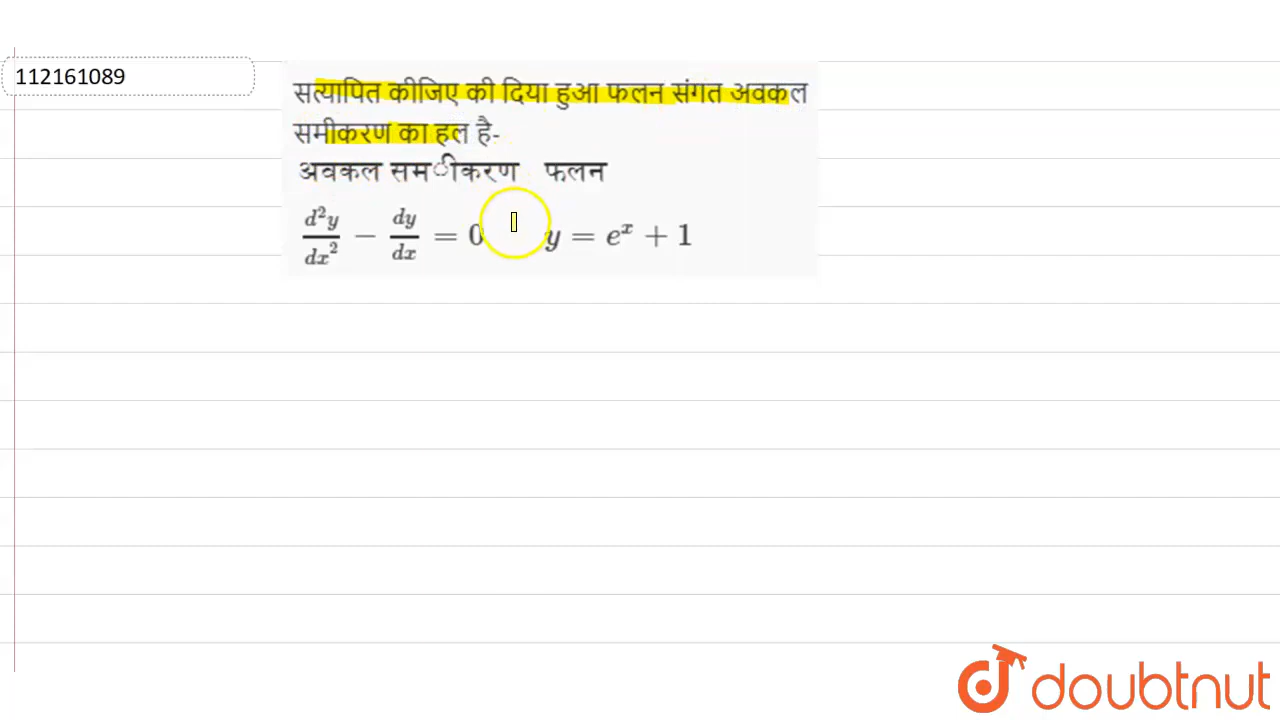 112161089
सत्यापित कीजिए की दिया हुआ फलन संगत अवकल
समीकरण का हल है-
अवकल समीकरण फलन
d²y/dx² − dy/dx = 0 y = eˣ + 1
doubtnut